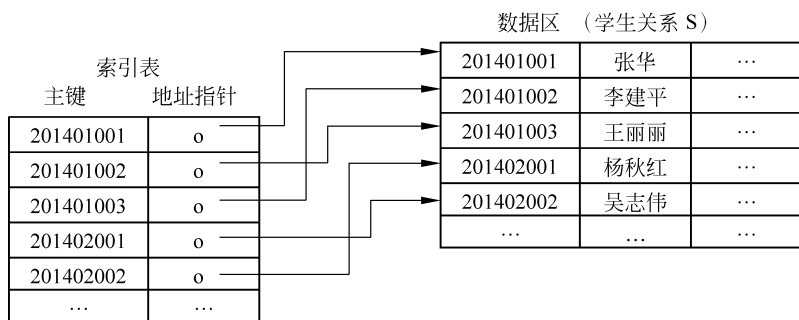 数据区 （学生关系 S）
索引表
主键 地址指针
201401001 o
201401002 o
201401003 o
201402001 o
201402002 o
… …
201401001 张华 …
201401002 李建平 …
201401003 王丽丽 …
201402001 杨秋红 …
201402002 吴志伟 …
… … …